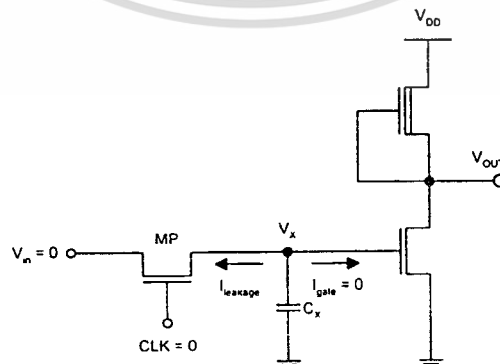 V_DD
V_OUT
MP
V_X
V_in = 0
I_leakage
I_gate = 0
C_x
CLK = 0